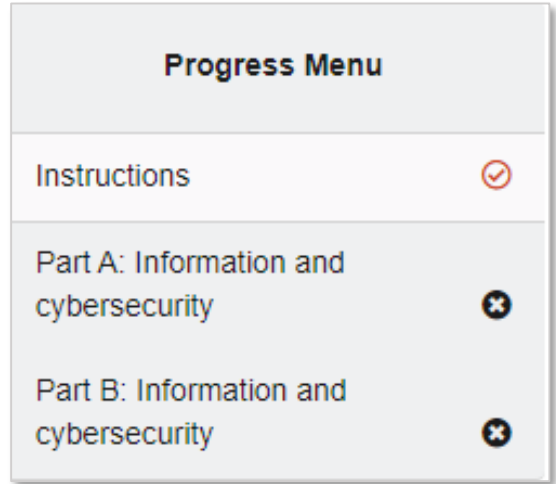 Progress Menu
Instructions
Part A: Information and
cybersecurity
Part B: Information and
cybersecurity